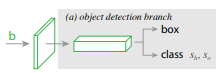 (a) object detection branch
b
box
class s_h, s_o